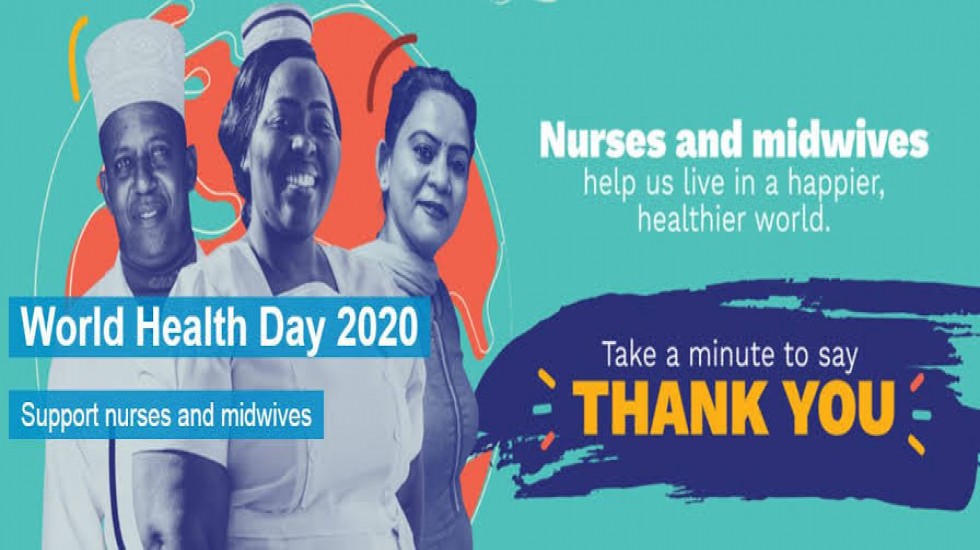 World Health Day 2020
Support nurses and midwives
Nurses and midwives
help us live in a happier,
healthier world.
Take a minute to say
THANK YOU